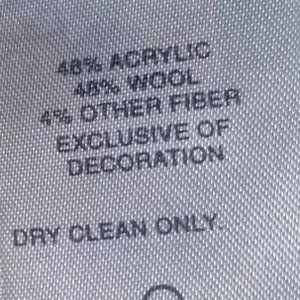 48% ACRYLIC
48% WOOL
4% OTHER FIBER
EXCLUSIVE OF
DECORATION
DRY CLEAN ONLY.